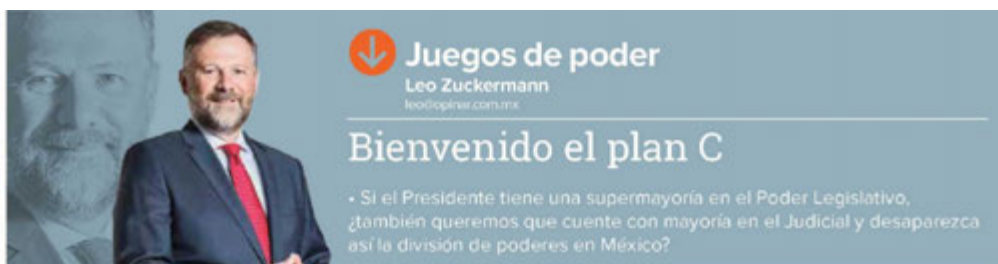 Juegos de poder
Leo Zuckermann
leo@opinar.com.mx
Bienvenido el plan C
• Si el Presidente tiene una supermayoría en el Poder Legislativo,
¿también queremos que cuente con mayoría en el Judicial y desaparezca
así la división de poderes en México?